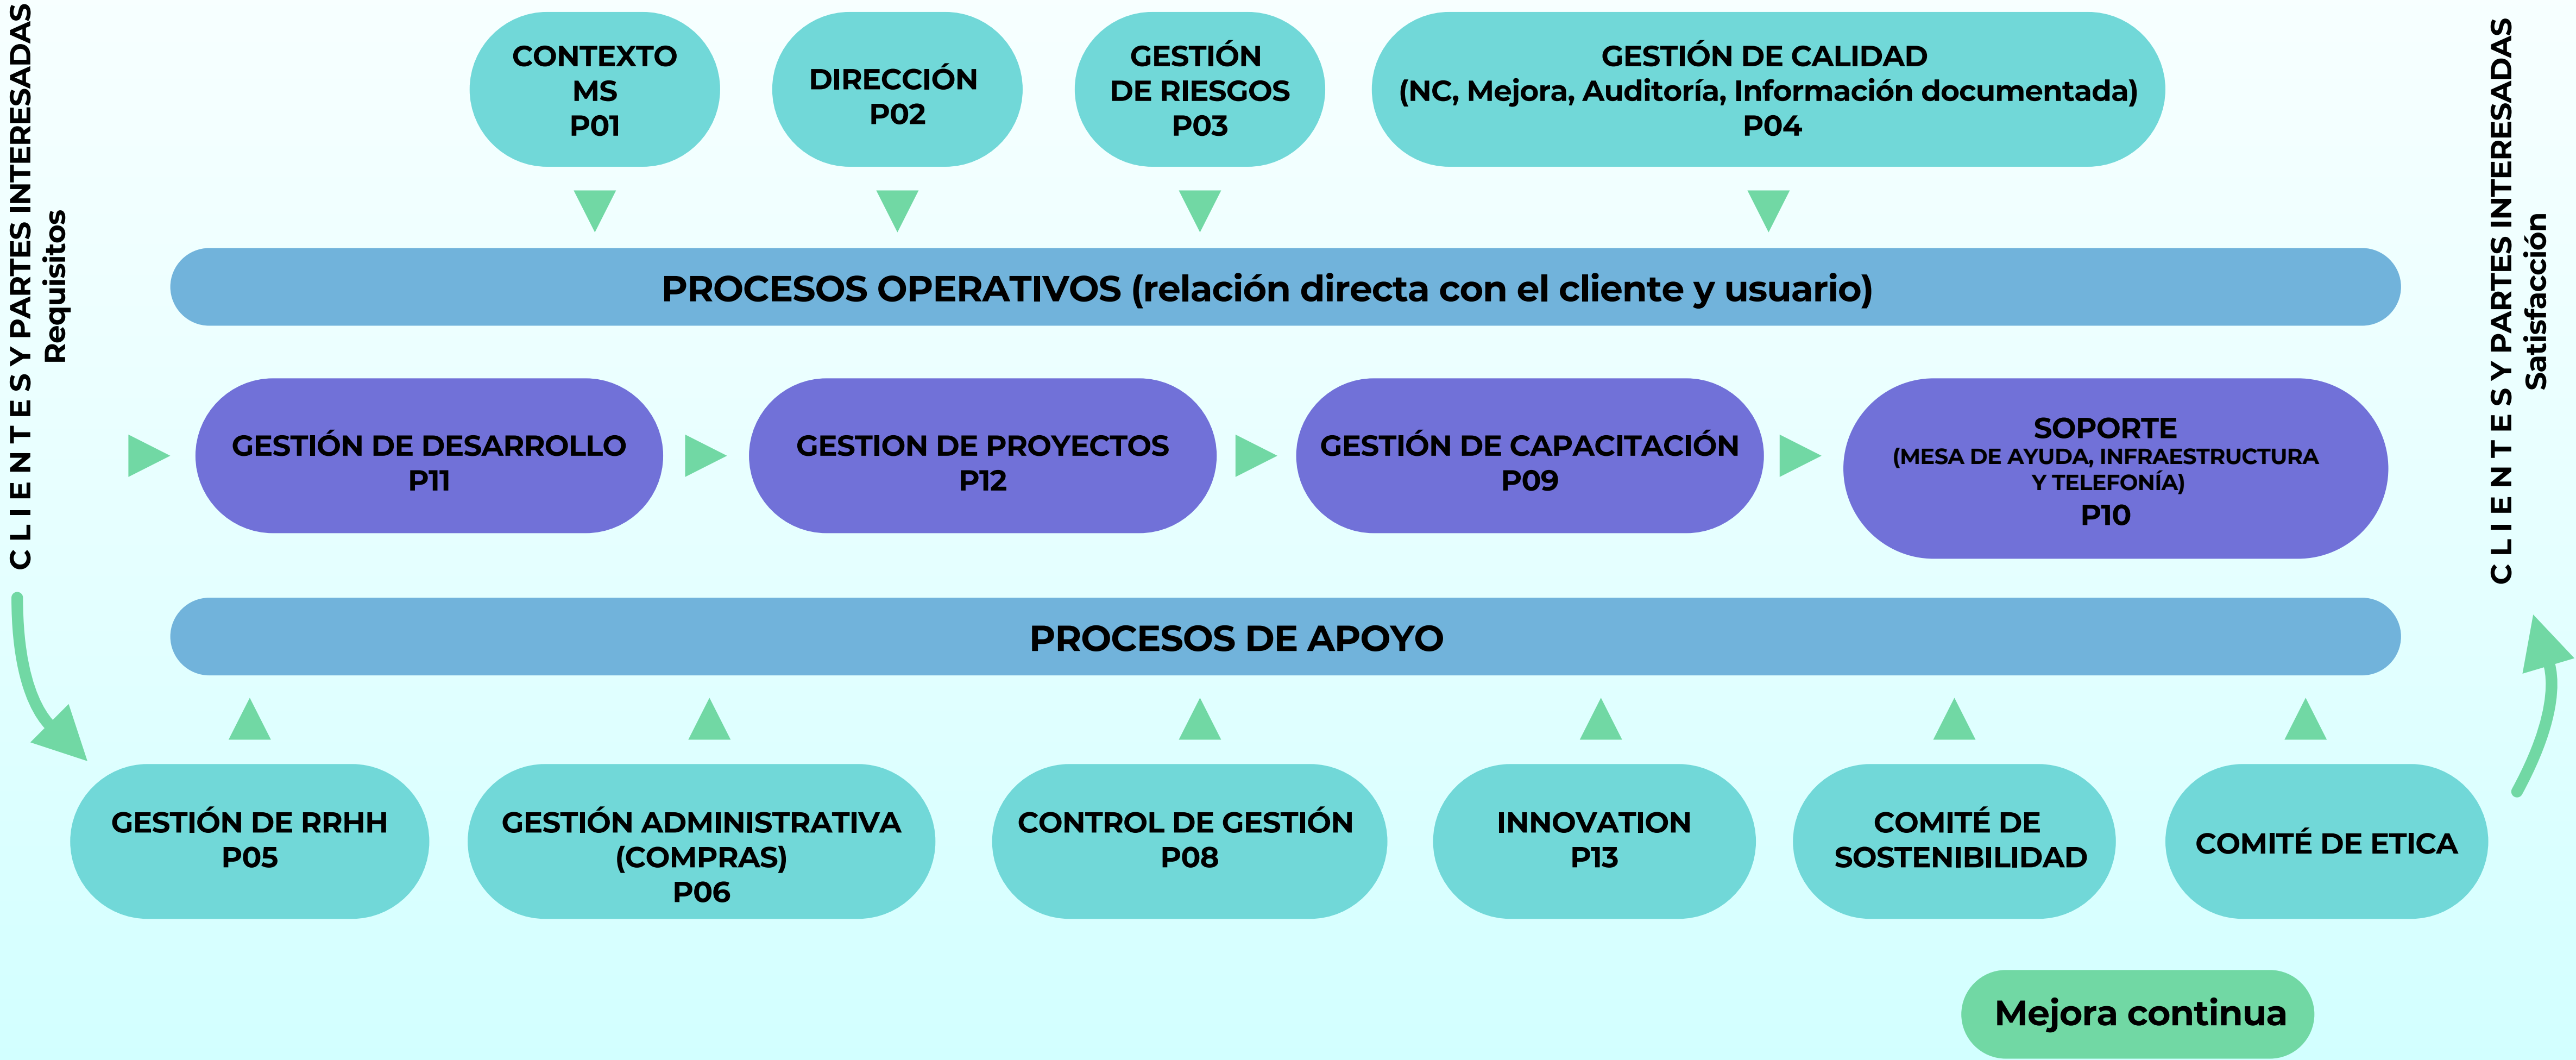 CLIENTES Y PARTES INTERESADAS
Requisitos
CONTEXTO
MS
P01
DIRECCIÓN
P02
GESTIÓN
DE RIESGOS
P03
GESTIÓN DE CALIDAD
(NC, Mejora, Auditoría, Información documentada)
P04
PROCESOS OPERATIVOS (relación directa con el cliente y usuario)
GESTIÓN DE DESARROLLO
P11
GESTION DE PROYECTOS
P12
GESTIÓN DE CAPACITACIÓN
P09
SOPORTE
(MESA DE AYUDA, INFRAESTRUCTURA
Y TELEFONÍA)
P10
PROCESOS DE APOYO
GESTIÓN DE RRHH
P05
GESTIÓN ADMINISTRATIVA
(COMPRAS)
P06
CONTROL DE GESTIÓN
P08
INNOVATION
P13
COMITÉ DE
SOSTENIBILIDAD
COMITÉ DE ETICA
CLIENTES Y PARTES INTERESADAS
Satisfacción
Mejora continua